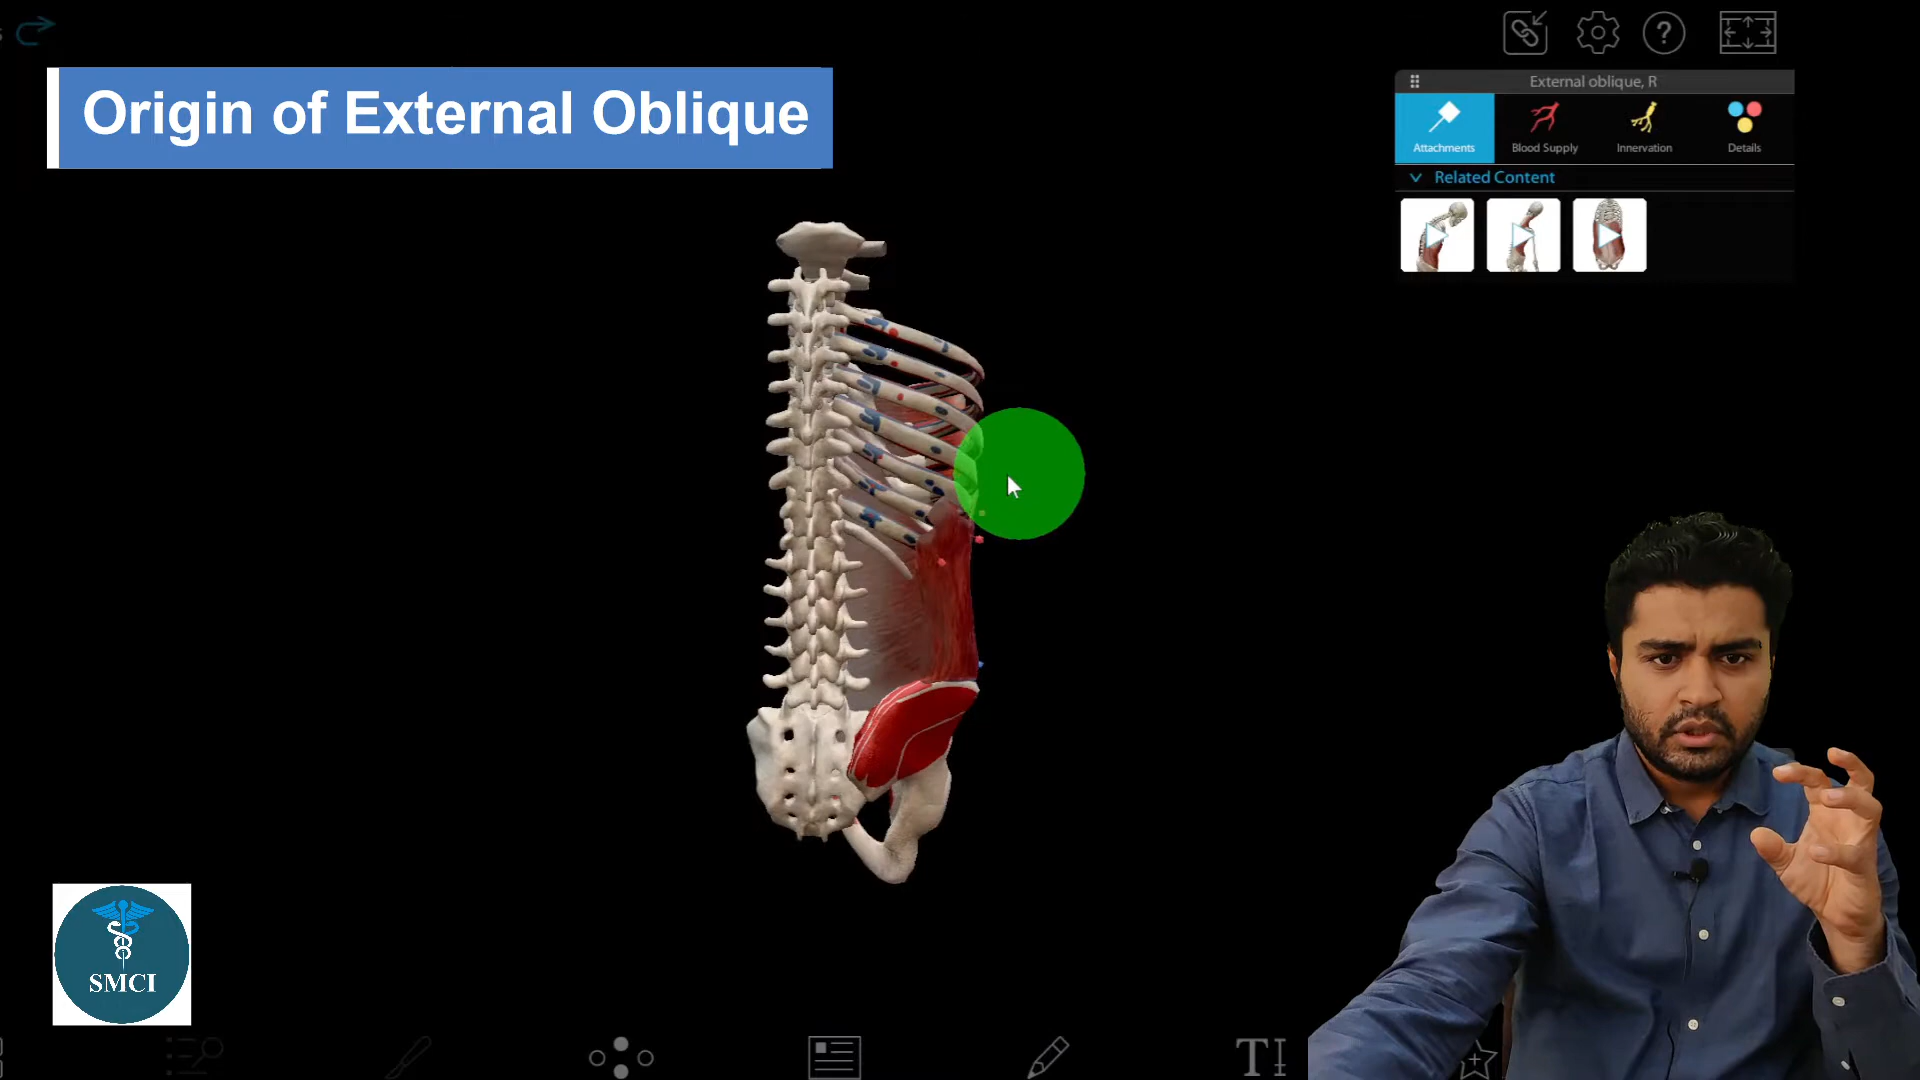 Origin of External Oblique
External oblique, R
Attachments
Blood Supply
Innervation
Details
Related Content
SMCI